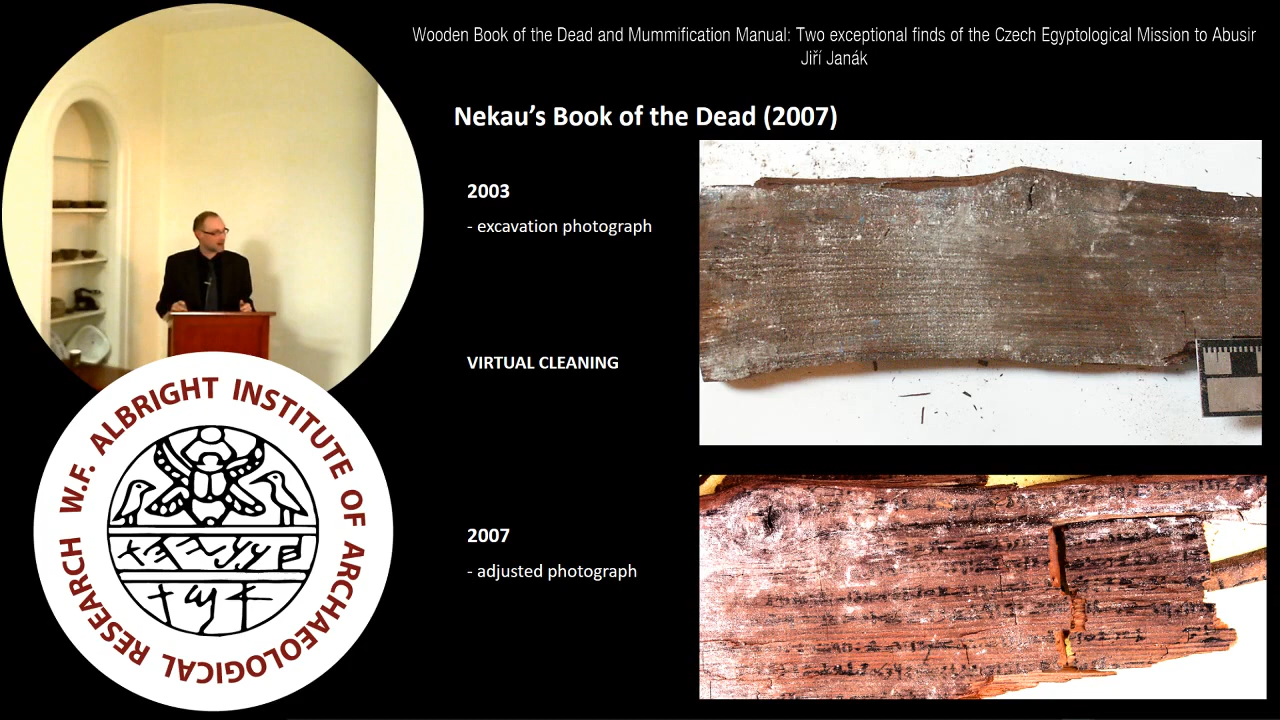 Wooden Book of the Dead and Mummification Manual: Two exceptional finds of the Czech Egyptological Mission to Abusir
Jiří Janák
Nekau’s Book of the Dead (2007)
2003
- excavation photograph
VIRTUAL CLEANING
2007
- adjusted photograph
W.F. ALBRIGHT INSTITUTE OF ARCHAEOLOGICAL RESEARCH